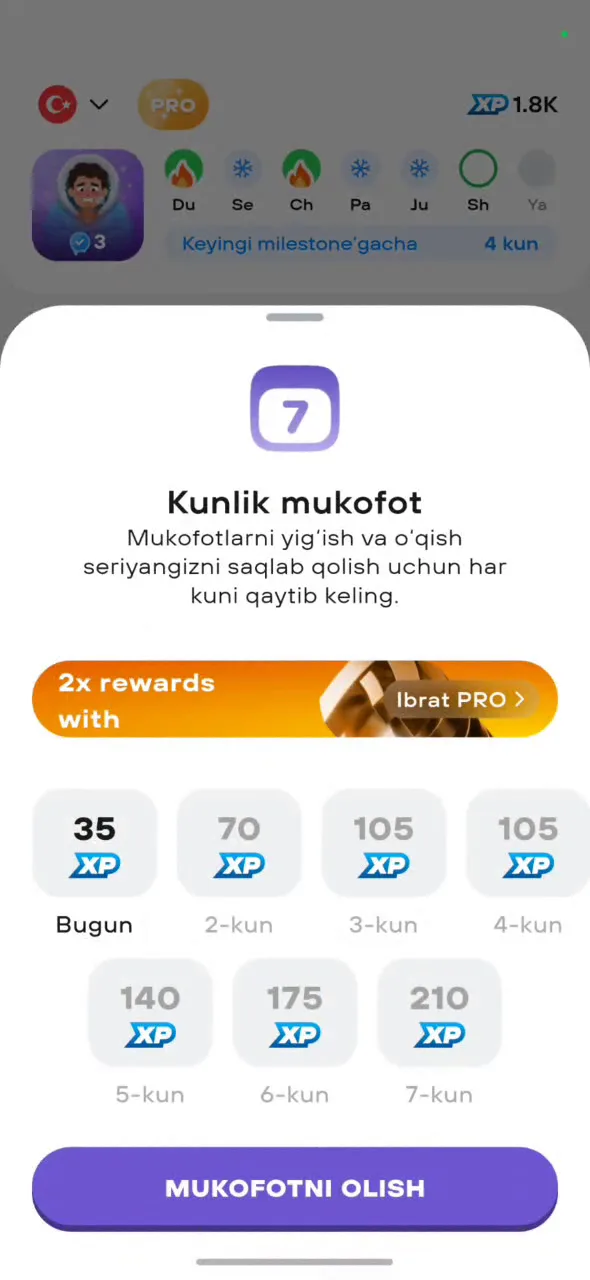 PRO
XP 1.8K
Du Se Ch Pa Ju Sh Ya
3
Keyingi milestone'gacha 4 kun
7
Kunlik mukofot
Mukofotlarni yig'ish va o'qish
seriyangizni saqlab qolish uchun har
kuni qaytib keling.
2x rewards
with
Ibrat PRO >
35 70 105 105
XP XP XP XP
Bugun 2-kun 3-kun 4-kun
140 175 210
XP XP XP
5-kun 6-kun 7-kun
MUKOFOTNI OLISH